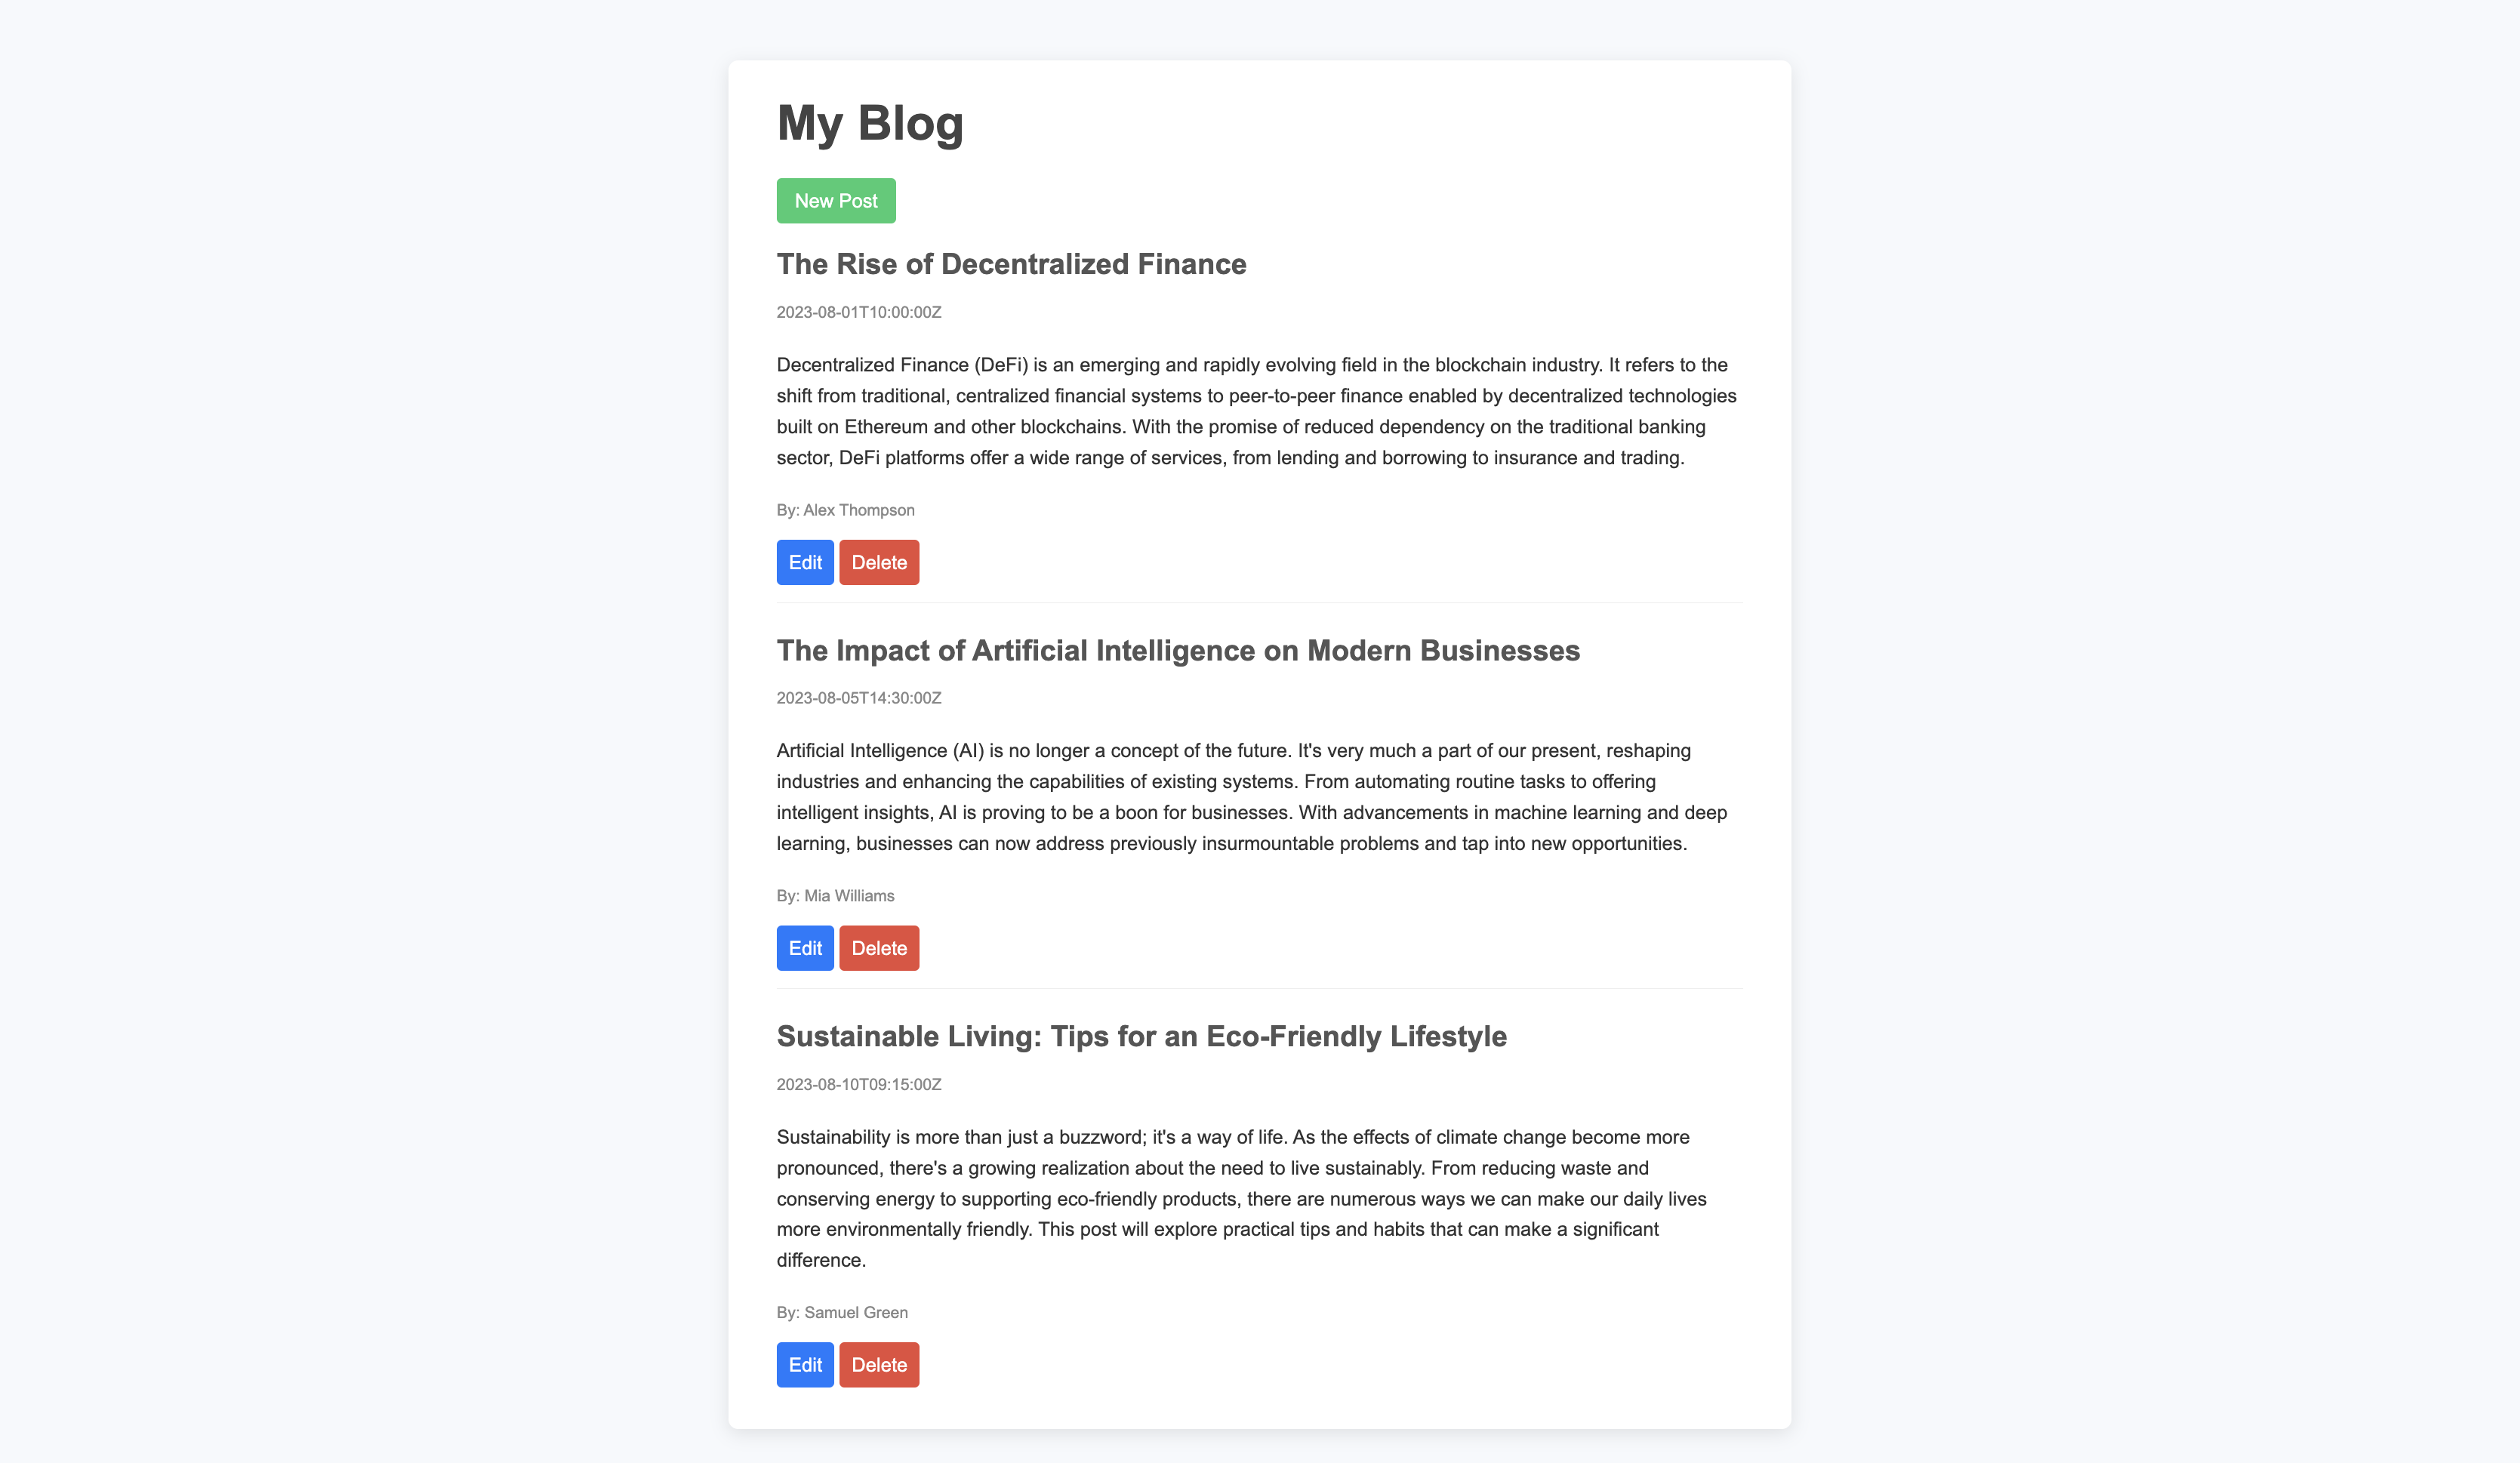 My Blog
New Post
The Rise of Decentralized Finance
2023-08-01T10:00:00Z
Decentralized Finance (DeFi) is an emerging and rapidly evolving field in the blockchain industry. It refers to the
shift from traditional, centralized financial systems to peer-to-peer finance enabled by decentralized technologies
built on Ethereum and other blockchains. With the promise of reduced dependency on the traditional banking
sector, DeFi platforms offer a wide range of services, from lending and borrowing to insurance and trading.
By: Alex Thompson
Edit Delete
The Impact of Artificial Intelligence on Modern Businesses
2023-08-05T14:30:00Z
Artificial Intelligence (AI) is no longer a concept of the future. It's very much a part of our present, reshaping
industries and enhancing the capabilities of existing systems. From automating routine tasks to offering
intelligent insights, AI is proving to be a boon for businesses. With advancements in machine learning and deep
learning, businesses can now address previously insurmountable problems and tap into new opportunities.
By: Mia Williams
Edit Delete
Sustainable Living: Tips for an Eco-Friendly Lifestyle
2023-08-10T09:15:00Z
Sustainability is more than just a buzzword; it's a way of life. As the effects of climate change become more
pronounced, there's a growing realization about the need to live sustainably. From reducing waste and
conserving energy to supporting eco-friendly products, there are numerous ways we can make our daily lives
more environmentally friendly. This post will explore practical tips and habits that can make a significant
difference.
By: Samuel Green
Edit Delete